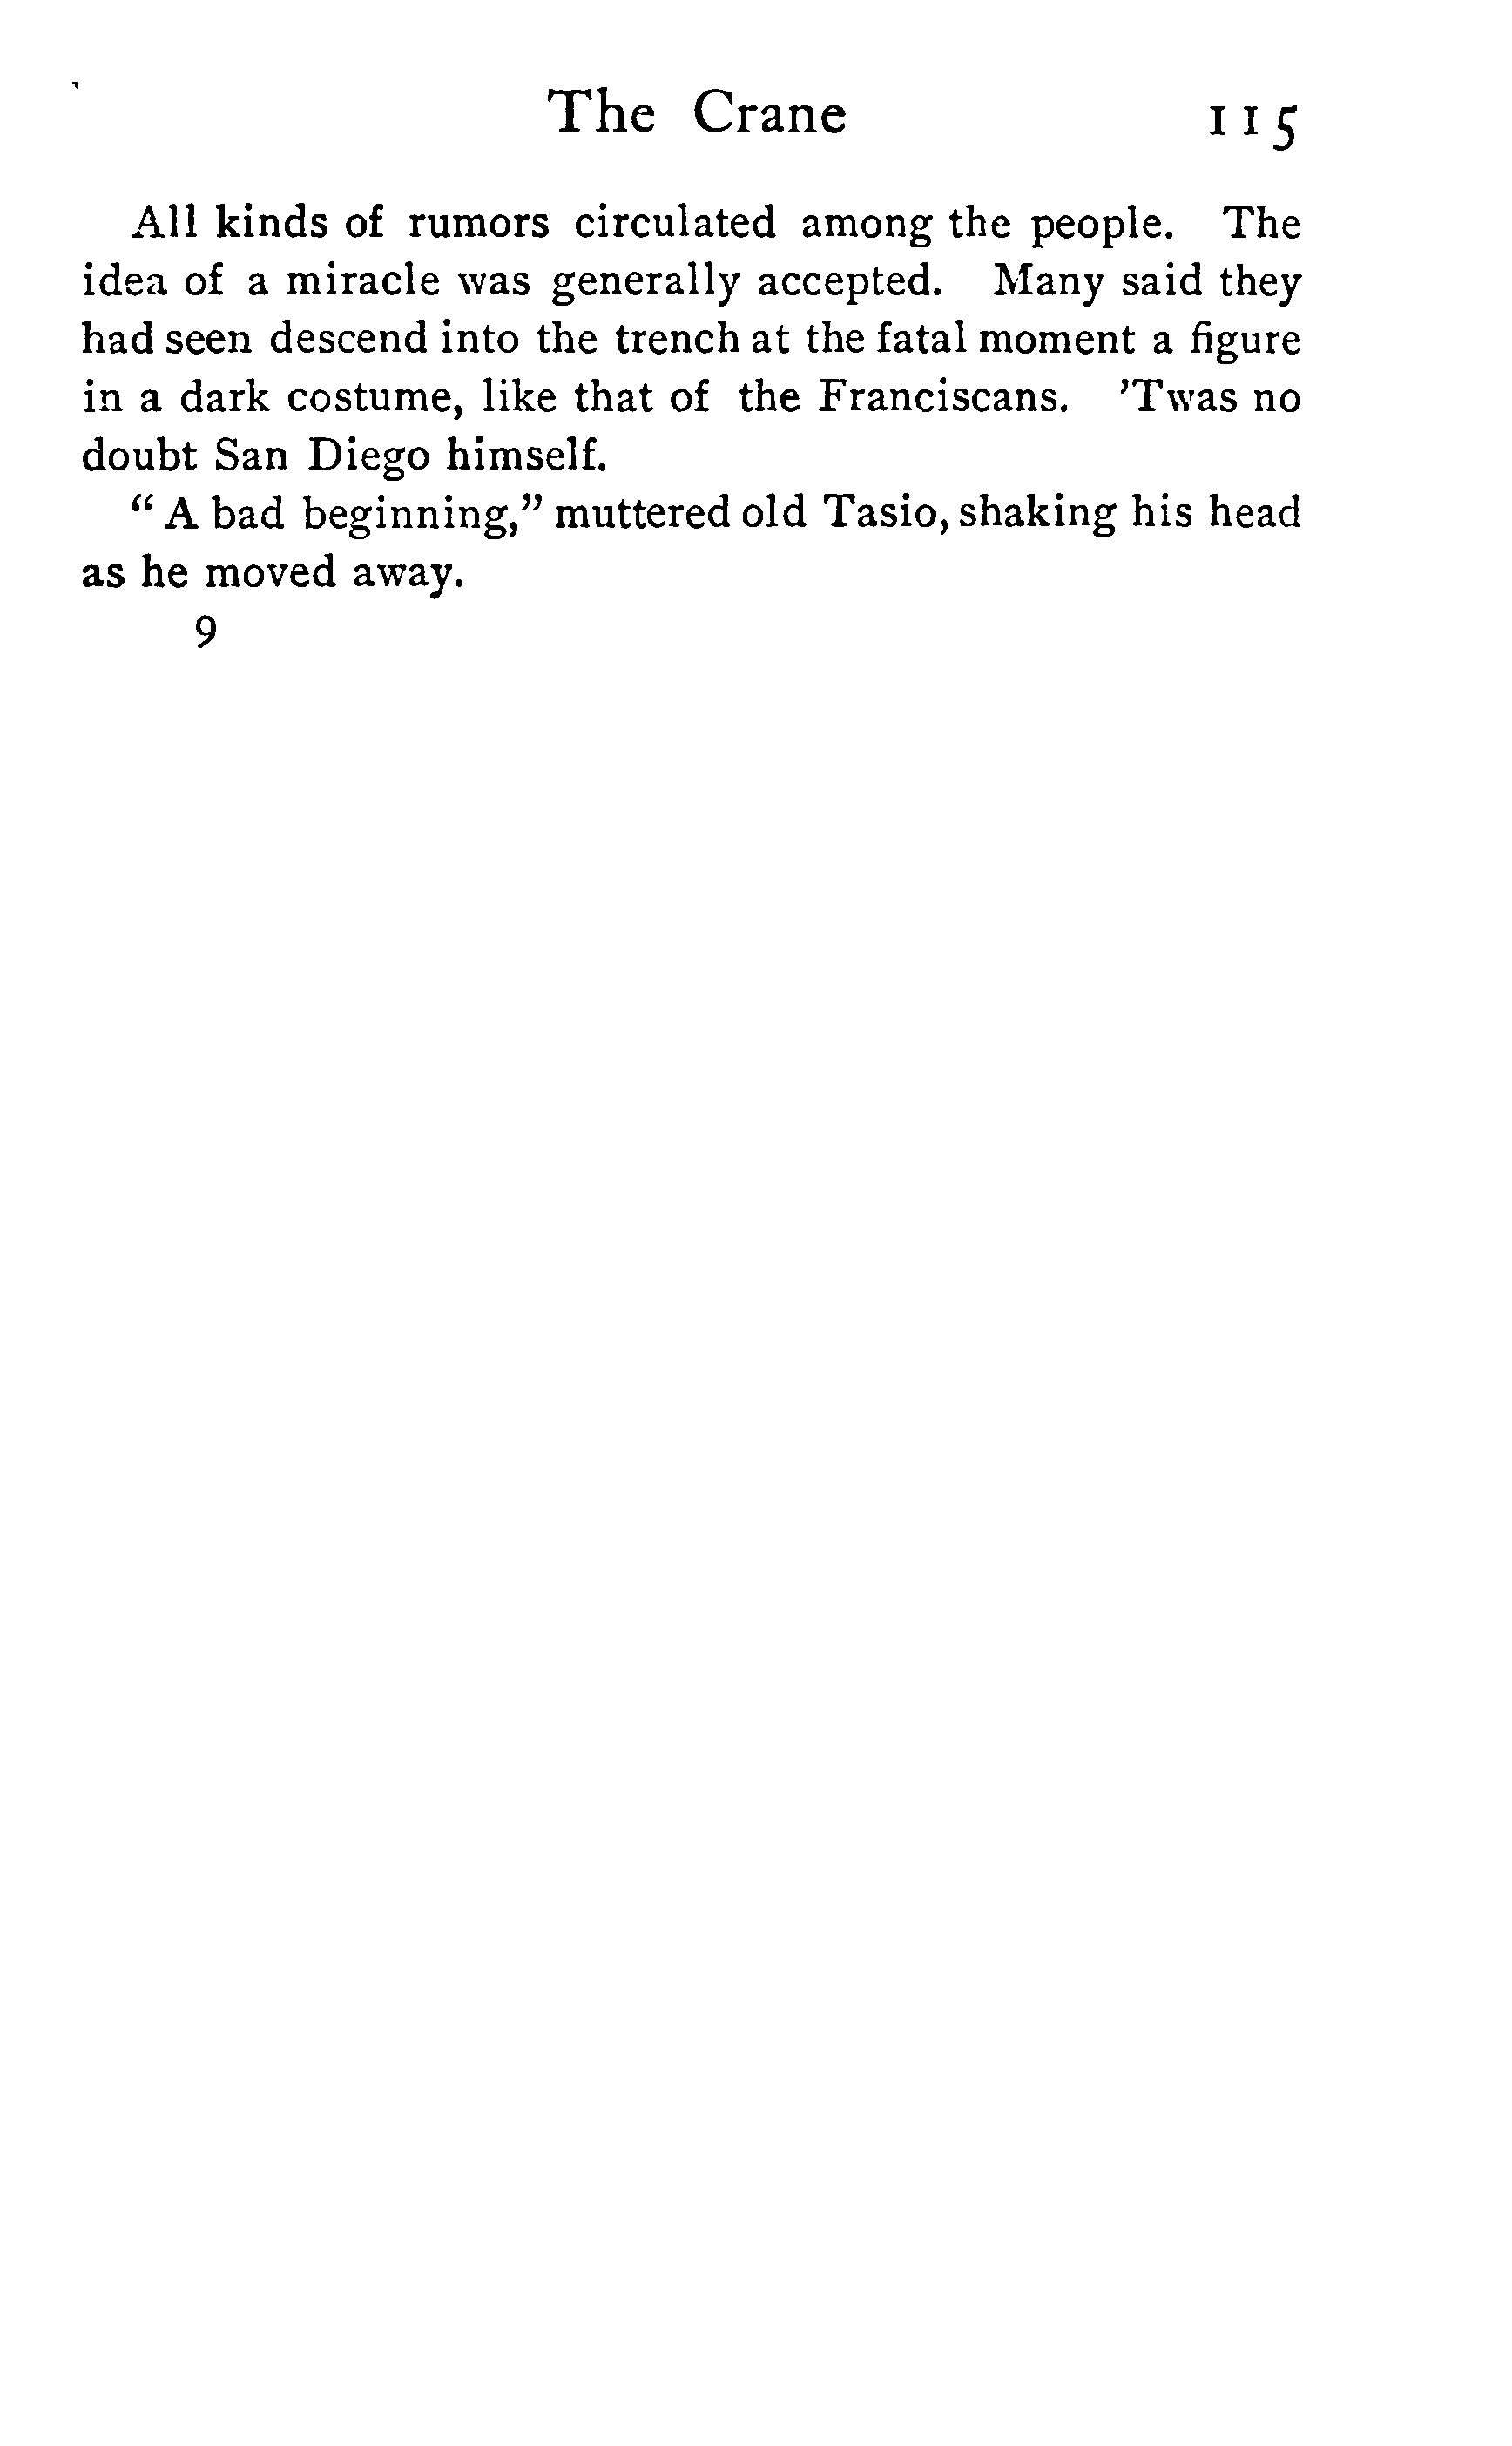 The Crane 115
All kinds of rumors circulated among the people. The
idea of a miracle was generally accepted. Many said they
had seen descend into the trench at the fatal moment a figure
in a dark costume, like that of the Franciscans. 'Twas no
doubt San Diego himself.
“A bad beginning,” muttered old Tasio, shaking his head
as he moved away.
9